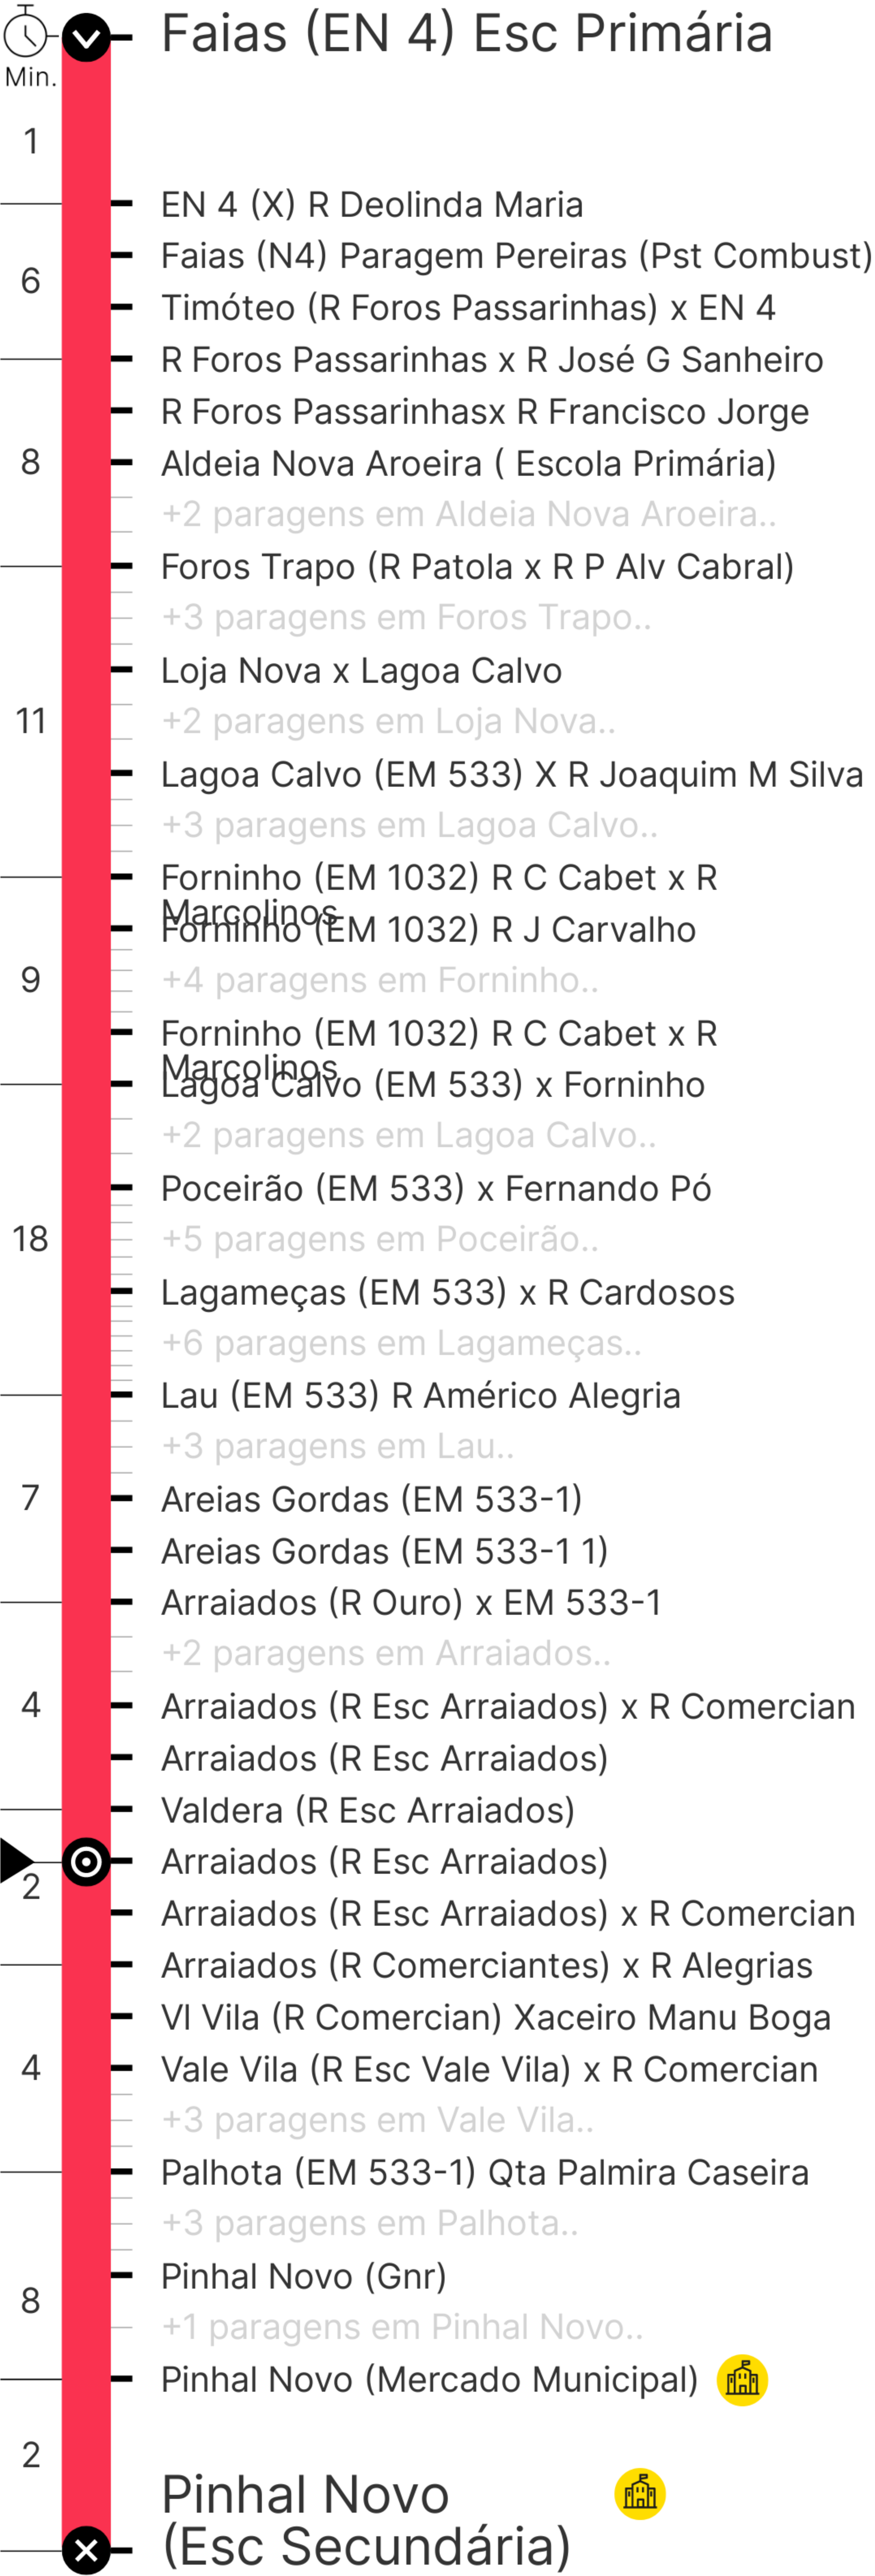 Faias (EN 4) Esc Primária
Min.
1
EN 4 (X) R Deolinda Maria
Faias (N4) Paragem Pereiras (Pst Combust)
6
Timóteo (R Foros Passarinhas) x EN 4
R Foros Passarinhas x R José G Sanheiro
R Foros Passarinhasx R Francisco Jorge
8
Aldeia Nova Aroeira ( Escola Primária)
+2 paragens em Aldeia Nova Aroeira..
Foros Trapo (R Patola x R P Alv Cabral)
+3 paragens em Foros Trapo..
Loja Nova x Lagoa Calvo
11
+2 paragens em Loja Nova..
Lagoa Calvo (EM 533) X R Joaquim M Silva
+3 paragens em Lagoa Calvo..
Forninho (EM 1032) R C Cabet x R
Marcolinos
Forninho (EM 1032) R J Carvalho
9
+4 paragens em Forninho..
Forninho (EM 1032) R C Cabet x R
Marcolinos
Lagoa Calvo (EM 533) x Forninho
+2 paragens em Lagoa Calvo..
Poceirão (EM 533) x Fernando Pó
18
+5 paragens em Poceirão..
Lagameças (EM 533) x R Cardosos
+6 paragens em Lagameças..
Lau (EM 533) R Américo Alegria
+3 paragens em Lau..
7
Areias Gordas (EM 533-1)
Areias Gordas (EM 533-1 1)
Arraiados (R Ouro) x EM 533-1
+2 paragens em Arraiados..
4
Arraiados (R Esc Arraiados) x R Comercian
Arraiados (R Esc Arraiados)
Valdera (R Esc Arraiados)
Arraiados (R Esc Arraiados)
2
Arraiados (R Esc Arraiados) x R Comercian
Arraiados (R Comerciantes) x R Alegrias
Vl Vila (R Comercian) Xaceiro Manu Boga
4
Vale Vila (R Esc Vale Vila) x R Comercian
+3 paragens em Vale Vila..
Palhota (EM 533-1) Qta Palmira Caseira
+3 paragens em Palhota..
Pinhal Novo (Gnr)
8
+1 paragens em Pinhal Novo..
Pinhal Novo (Mercado Municipal)
2
Pinhal Novo
(Esc Secundária)